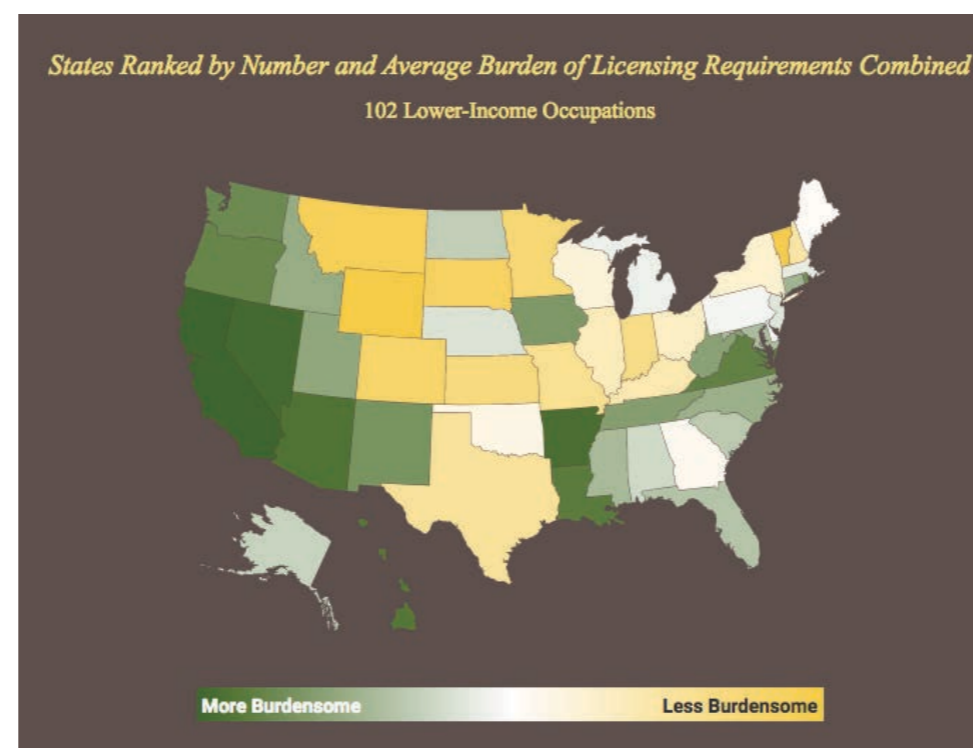 States Ranked by Number and Average Burden of Licensing Requirements Combined
102 Lower-Income Occupations
More Burdensome Less Burdensome